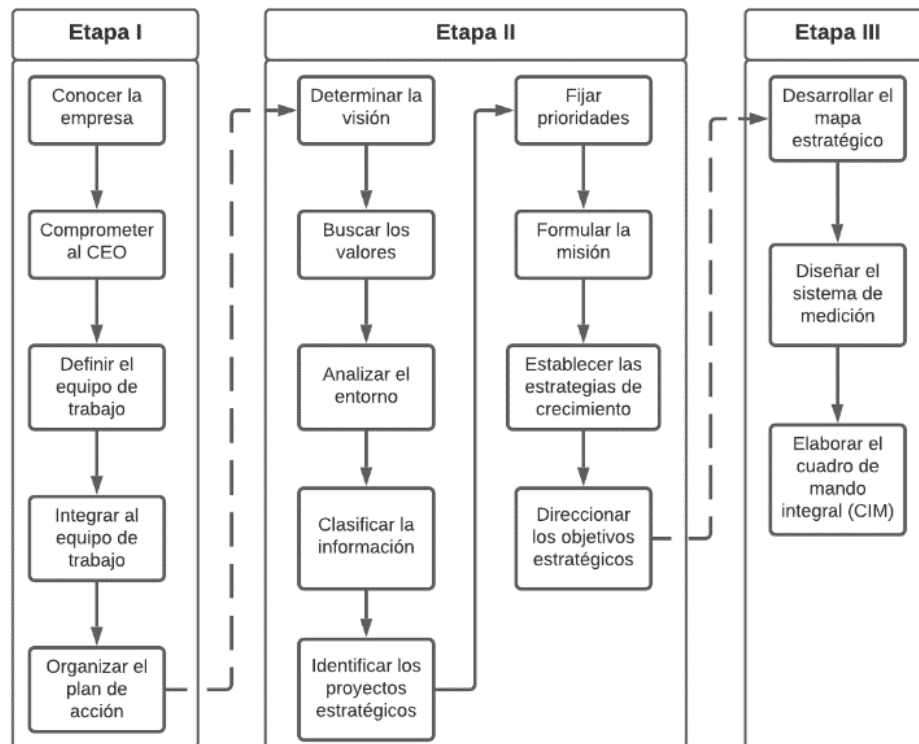 Etapa I
Conocer la
empresa
Comprometer
al CEO
Definir el
equipo de
trabajo
Integrar al
equipo de
trabajo
Organizar el
plan de
acción
Etapa II
Determinar la
visión
Buscar los
valores
Analizar el
entorno
Clasificar la
información
Identificar los
proyectos
estratégicos
Fijar
prioridades
Formular la
misión
Establecer las
estrategias de
crecimiento
Direccionar
los objetivos
estratégicos
Etapa III
Desarrollar el
mapa
estratégico
Diseñar el
sistema de
medición
Elaborar el
cuadro de
mando
integral (CIM)